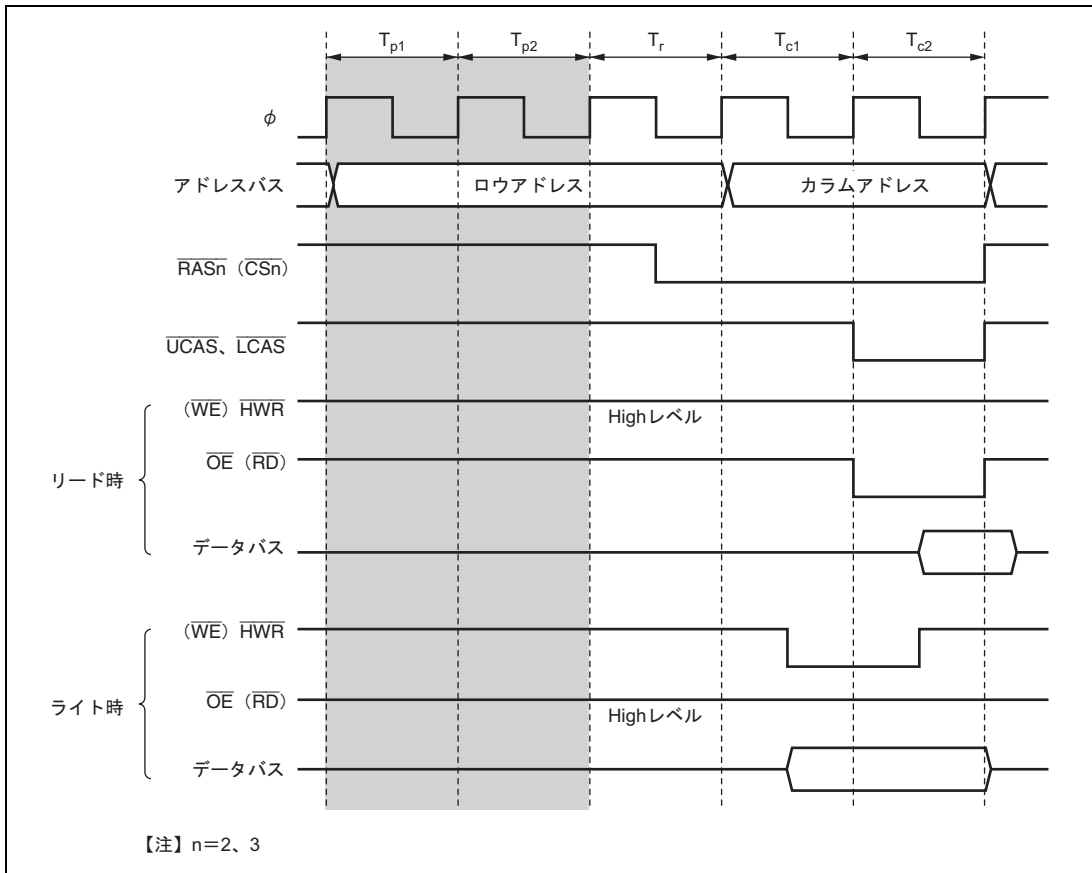 Tp1 Tp2 Tr Tc1 Tc2
φ
アドレスバス ロウアドレス カラムアドレス
RASn（CSn）
UCAS、LCAS
（WE）HWR
Highレベル
リード時
OE（RD）
データバス
（WE）HWR
ライト時
OE（RD）
Highレベル
データバス
【注】n＝2、3